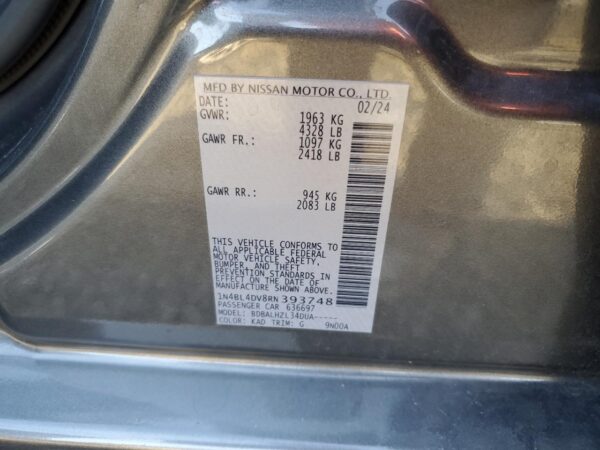 MFD BY NISSAN MOTOR CO., LTD.
DATE: 02/24
GVWR: 1963 KG
4328 LB
GAWR FR.: 1097 KG
2418 LB
GAWR RR.: 945 KG
2083 LB
THIS VEHICLE CONFORMS TO
ALL APPLICABLE FEDERAL
MOTOR VEHICLE SAFETY,
BUMPER, AND THEFT
PREVENTION STANDARDS IN
EFFECT ON THE DATE OF
MANUFACTURE SHOWN ABOVE.
1N4BL4DV8RN393748
PASSENGER CAR 636697
MODEL: BDBALHZL34DUA-----
COLOR: KAD TRIM: G 9N00A